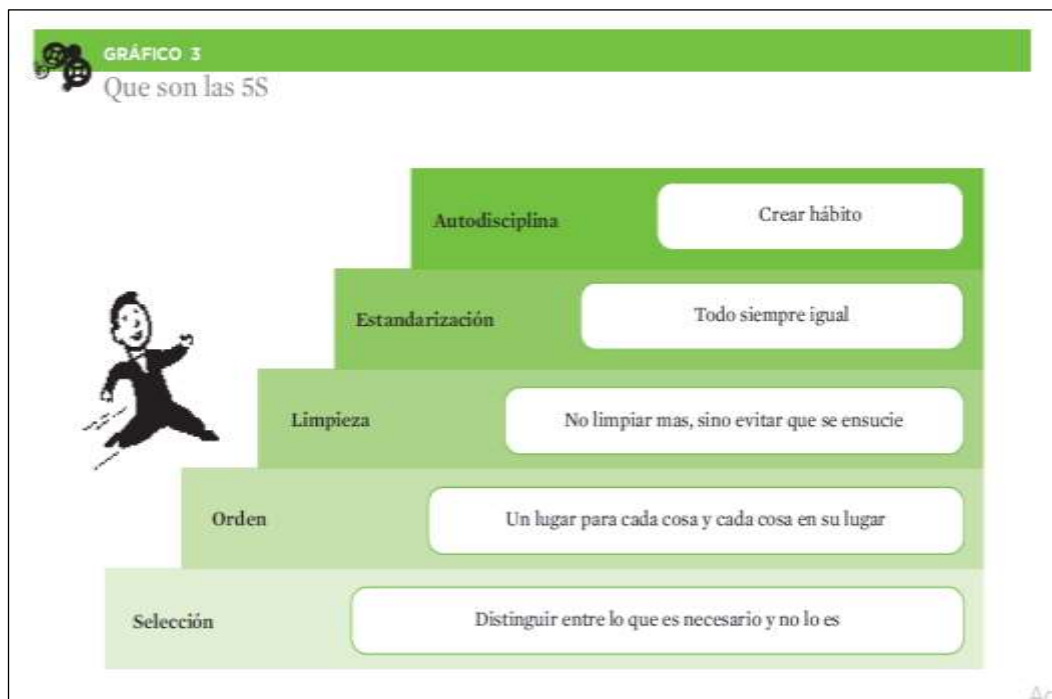 GRÁFICO 3
Que son las 5S
Autodisciplina
Crear hábito
Estandarización
Todo siempre igual
Limpieza
No limpiar mas, sino evitar que se ensucie
Orden
Un lugar para cada cosa y cada cosa en su lugar
Selección
Distinguir entre lo que es necesario y no lo es